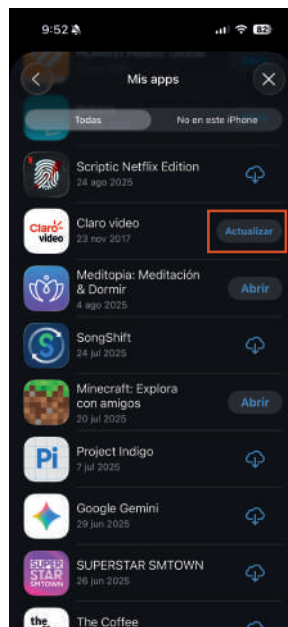 9:52
82
Mis apps
Todas
No en este iPhone
Scriptic Netflix Edition
24 ago 2025
Claro-
video
Claro video
23 nov 2017
Actualizar
Meditopia: Meditación
& Dormir
4 ago 2025
Abrir
SongShift
24 jul 2025
Minecraft: Explora
con amigos
20 jul 2025
Abrir
Pi
Project Indigo
7 jul 2025
Google Gemini
29 jun 2025
SUPER
STAR
SMTOWN
SUPERSTAR SMTOWN
26 jun 2025
the
The Coffee